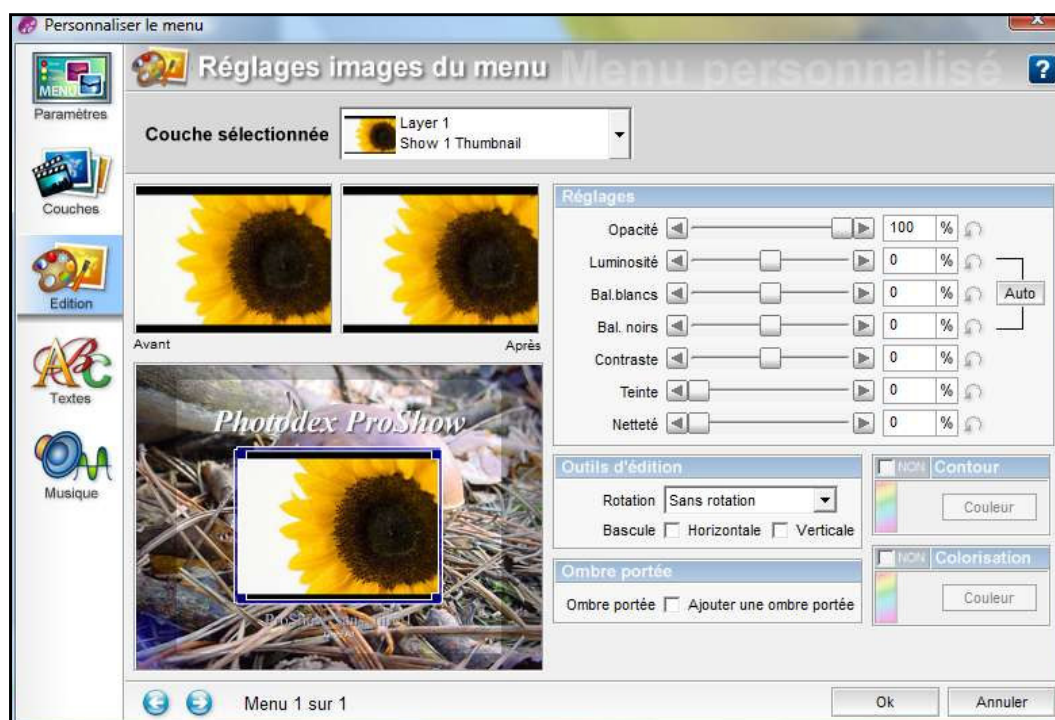 Personnaliser le menu
Réglages images du menu
Menu personnalisé
?
MENU
Paramètres
Couches
Edition
ABC
Textes
Musique
Couche sélectionnée
Layer 1
Show 1 Thumbnail
Avant
Après
Photodex ProShow
Réglages
Opacité 100 %
Luminosité 0 %
Bal.blancs 0 % Auto
Bal. noirs 0 %
Contraste 0 %
Teinte 0 %
Netteté 0 %
Outils d'édition
Rotation Sans rotation
Bascule Horizontale Verticale
Ombre portée
Ombre portée Ajouter une ombre portée
NON Contour
Couleur
NON Colorisation
Couleur
Menu 1 sur 1
Ok
Annuler